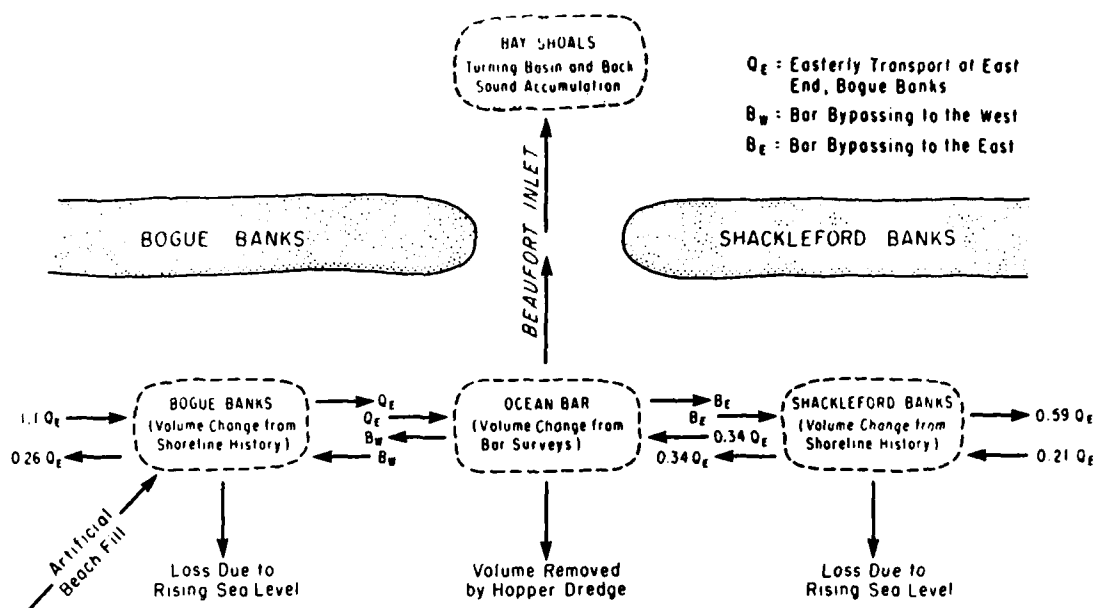 BAY SHOALS
Turning Basin and Back
Sound Accumulation
Q_E : Easterly Transport at East
End, Bogue Banks
B_W : Bar Bypassing to the West
B_E : Bar Bypassing to the East
BEAUFORT INLET
BOGUE BANKS
SHACKLEFORD BANKS
1.1 Q_E
0.26 Q_E
BOGUE BANKS
(Volume Change from
Shoreline History)
Q_E
Q_E
B_W
B_W
OCEAN BAR
(Volume Change from
Bar Surveys)
B_E
B_E
0.34 Q_E
0.34 Q_E
SHACKLEFORD BANKS
(Volume Change from
Shoreline History)
0.59 Q_E
0.21 Q_E
Artificial
Beach Fill
Loss Due to
Rising Sea Level
Volume Removed
by Hopper Dredge
Loss Due to
Rising Sea Level